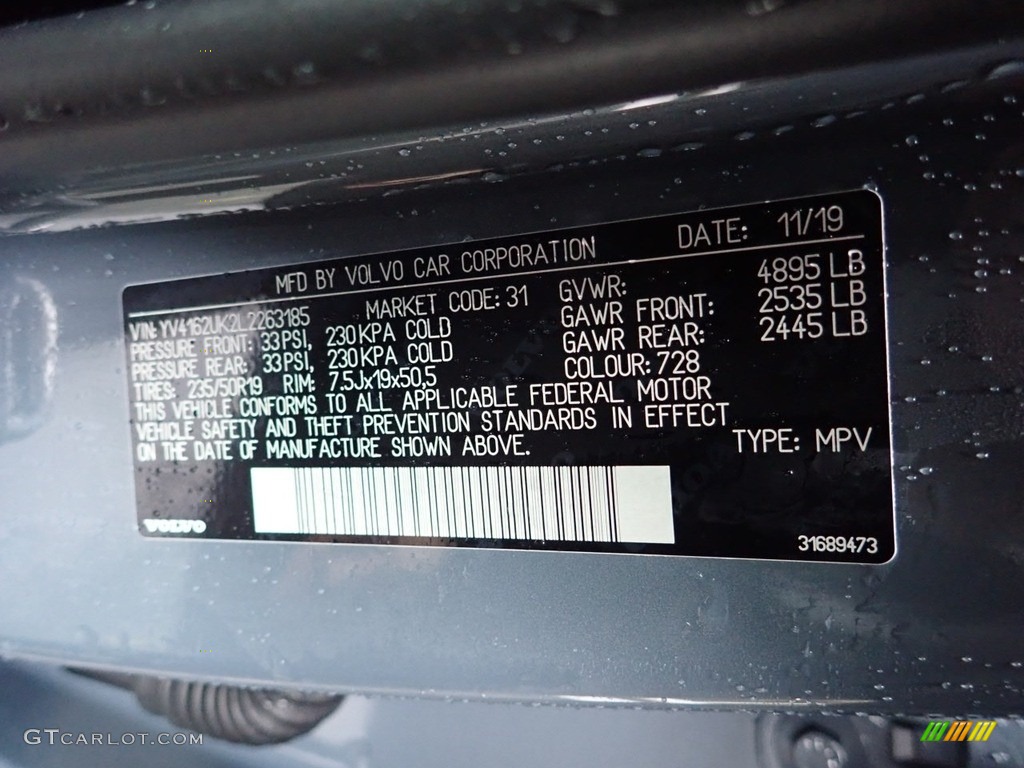 MFD BY VOLVO CAR CORPORATION DATE: 11/19
VIN: YV4162UK2L2263185 MARKET CODE: 31 GVWR: 4895 LB
PRESSURE FRONT: 33PSI, 230KPA COLD GAWR FRONT: 2535 LB
PRESSURE REAR: 33PSI, 230KPA COLD GAWR REAR: 2445 LB
TIRES: 235/50R19 RIM: 7.5Jx19x50,5 COLOUR: 728
THIS VEHICLE CONFORMS TO ALL APPLICABLE FEDERAL MOTOR
VEHICLE SAFETY AND THEFT PREVENTION STANDARDS IN EFFECT
ON THE DATE OF MANUFACTURE SHOWN ABOVE. TYPE: MPV
VOLVO 31689473
GTCARLOT.COM